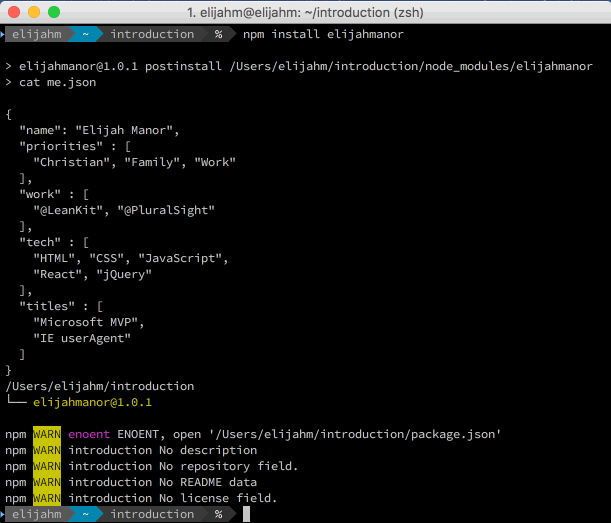 1. elijahm@elijahm: ~/introduction (zsh)
elijahm ~ introduction % npm install elijahmanor
> elijahmanor@1.0.1 postinstall /Users/elijahm/introduction/node_modules/elijahmanor
> cat me.json
{
  "name": "Elijah Manor",
  "priorities" : [
    "Christian", "Family", "Work"
  ],
  "work" : [
    "@LeanKit", "@PluralSight"
  ],
  "tech" : [
    "HTML", "CSS", "JavaScript",
    "React", "jQuery"
  ],
  "titles" : [
    "Microsoft MVP",
    "IE userAgent"
  ]
}
/Users/elijahm/introduction
└── elijahmanor@1.0.1
npm WARN enoent ENOENT, open '/Users/elijahm/introduction/package.json'
npm WARN introduction No description
npm WARN introduction No repository field.
npm WARN introduction No README data
npm WARN introduction No license field.
elijahm ~ introduction %